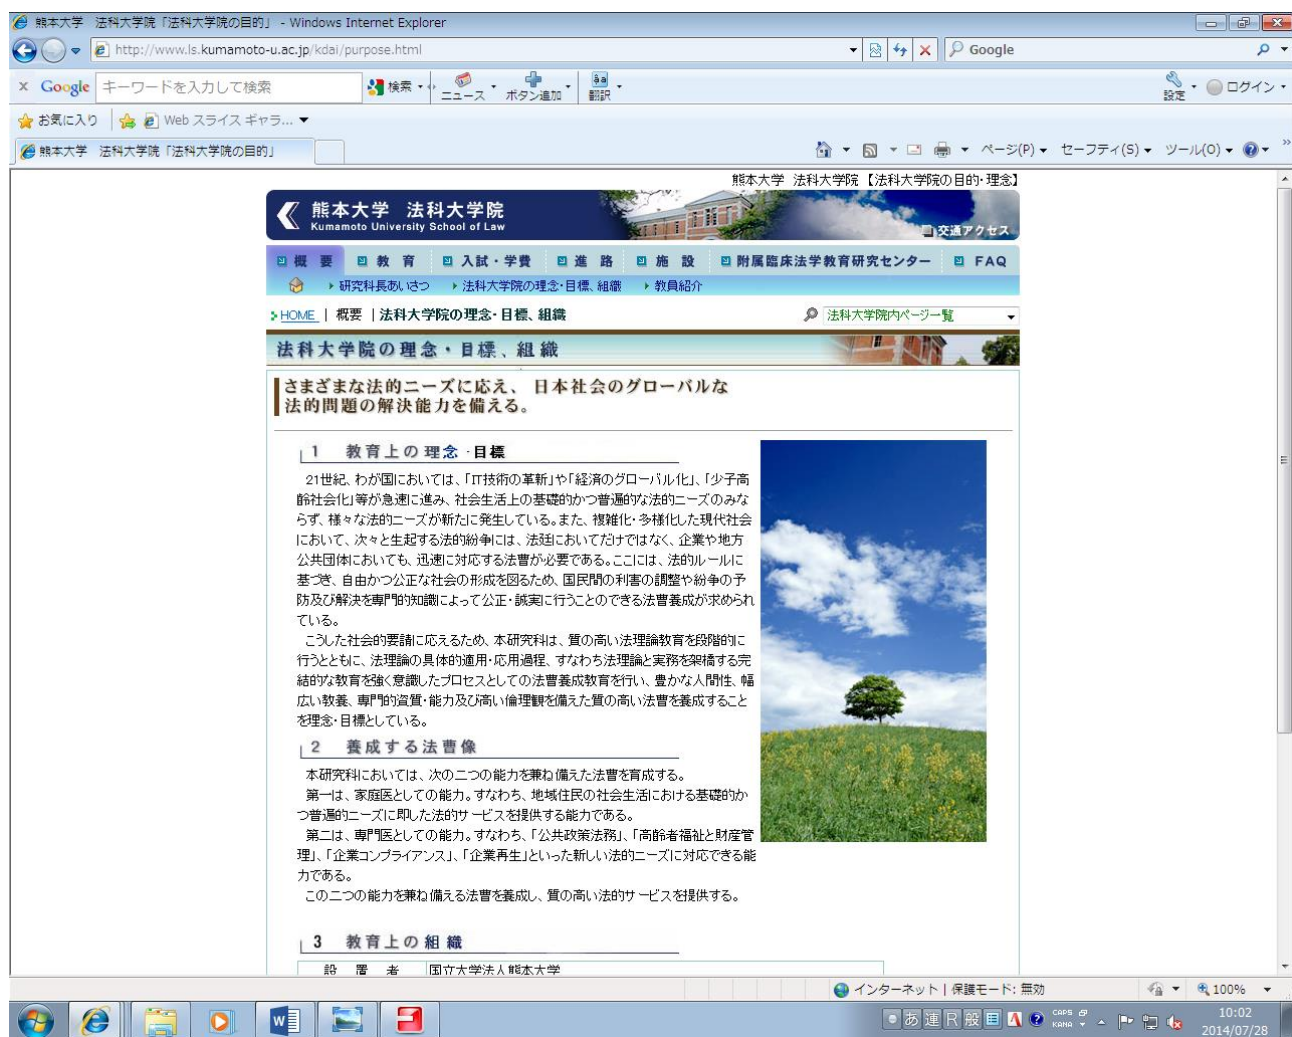 熊本大学 法科大学院「法科大学院の目的」 - Windows Internet Explorer
http://www.ls.kumamoto-u.ac.jp/kdai/purpose.html
Google
× Google キーワードを入力して検索 検索 ニュース ボタン追加 翻訳 設定 ログイン
お気に入り Web スライス ギャラ...
熊本大学 法科大学院「法科大学院の目的」 ページ(P) セーフティ(S) ツール(O)
熊本大学 法科大学院 【法科大学院の目的・理念】
熊本大学 法科大学院
Kumamoto University School of Law
交通アクセス
概 要 教 育 入試・学費 進 路 施 設 附属臨床法学教育研究センター FAQ
研究科長あいさつ 法科大学院の理念・目標、組織 教員紹介
HOME | 概要 | 法科大学院の理念・目標、組織 法科大学院内ページ一覧
法科大学院の理念・目標、組織
さまざまな法的ニーズに応え、 日本社会のグローバルな
法的問題の解決能力を備える。
1 教育上の理念・目標
21世紀、わが国においては、「IT技術の革新」や「経済のグローバル化」、「少子高
齢社会化」等が急速に進み、社会生活上の基礎的かつ普遍的な法的ニーズのみな
らず、様々な法的ニーズが新たに発生している。また、複雑化・多様化した現代社会
において、次々と生起する法的紛争には、法廷においてだけではなく、企業や地方
公共団体においても、迅速に対応する法曹が必要である。ここには、法的ルールに
基づき、自由かつ公正な社会の形成を図るため、国民間の利害の調整や紛争の予
防及び解決を専門的知識によって公正・誠実に行うことのできる法曹養成が求められ
ている。
こうした社会的要請に応えるため、本研究科は、質の高い法理論教育を段階的に
行うとともに、法理論の具体的適用・応用過程、すなわち法理論と実務を架橋する完
結的な教育を強く意識したプロセスとしての法曹養成教育を行い、豊かな人間性、幅
広い教養、専門的資質・能力及び高い倫理観を備えた質の高い法曹を養成すること
を理念・目標としている。
2 養成する法曹像
本研究科においては、次の二つの能力を兼ね備えた法曹を育成する。
第一は、家庭医としての能力。すなわち、地域住民の社会生活における基礎的か
つ普遍的ニーズに即した法的サービスを提供する能力である。
第二は、専門医としての能力。すなわち、「公共政策法務」、「高齢者福祉と財産管
理」、「企業コンプライアンス」、「企業再生」といった新しい法的ニーズに対応できる能
力である。
この二つの能力を兼ね備える法曹を養成し、質の高い法的サービスを提供する。
3 教育上の組織
設 置 者 国立大学法人熊本大学
インターネット | 保護モード: 無効 100%
あ 連 R 般 CAPS KANA 10:02
2014/07/28